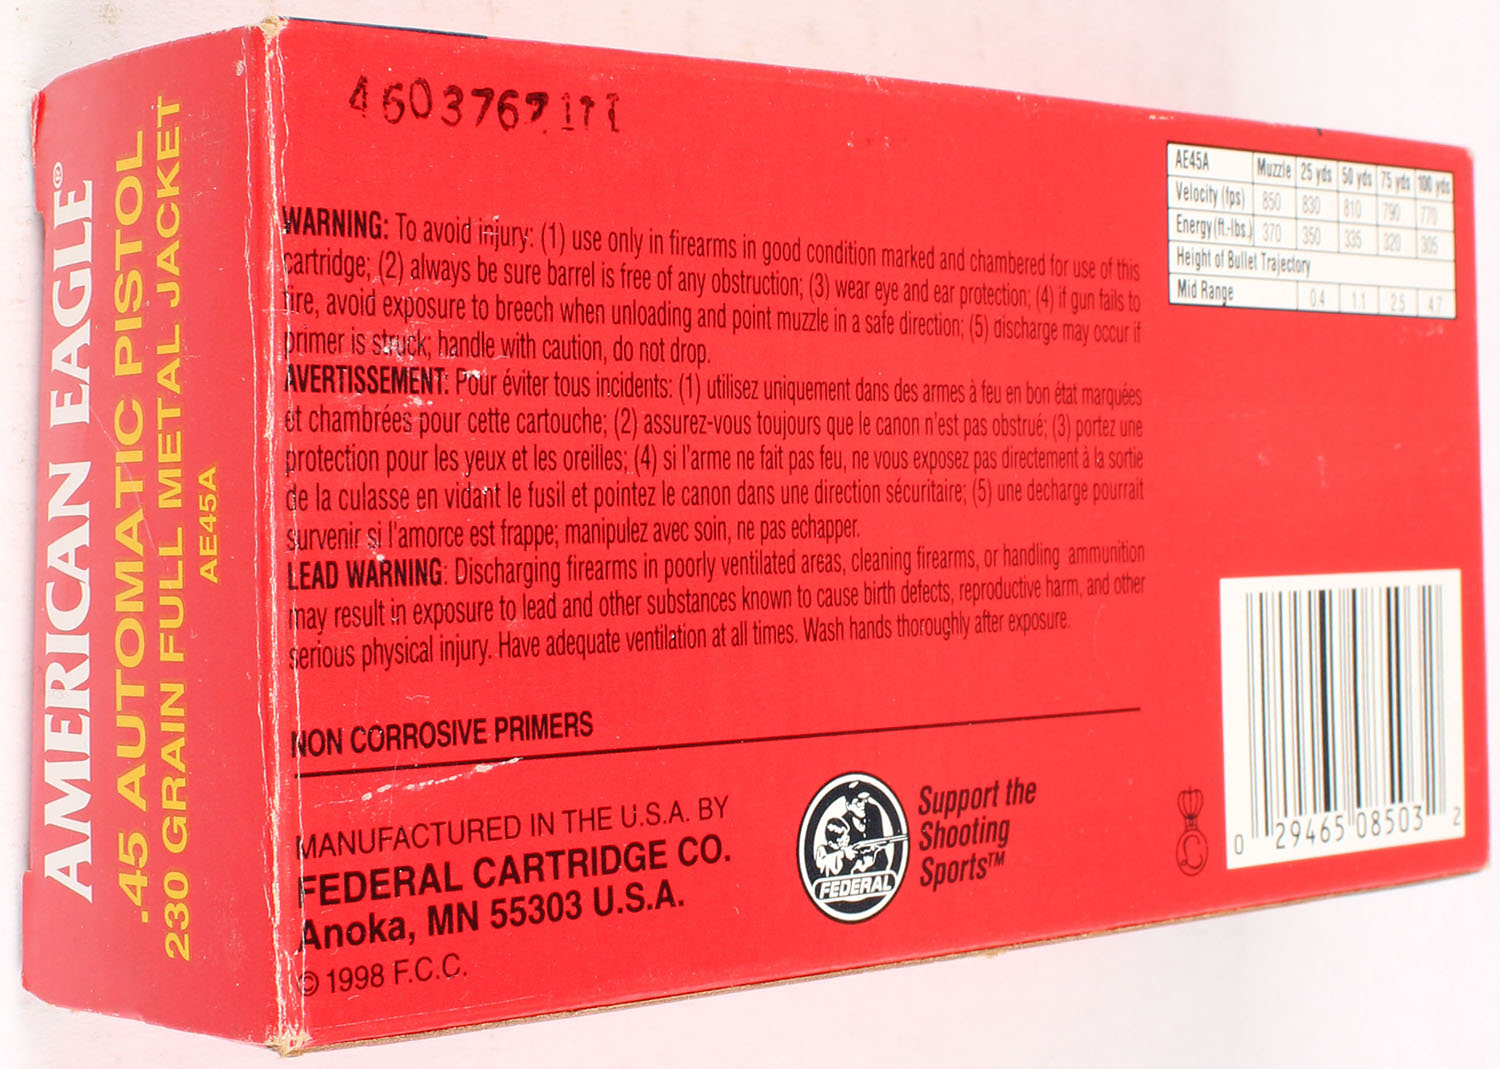 AMERICAN EAGLE®
.45 AUTOMATIC PISTOL
230 GRAIN FULL METAL JACKET
AE45A
WARNING: To avoid injury: (1) use only in firearms in good condition marked and chambered for use of this
cartridge; (2) always be sure barrel is free of any obstruction; (3) wear eye and ear protection; (4) if gun fails to
fire, avoid exposure to breech when unloading and point muzzle in a safe direction; (5) discharge may occur if
primer is struck; handle with caution, do not drop.
AVERTISSEMENT: Pour éviter tous incidents: (1) utilisez uniquement dans des armes à feu en bon état marquées
et chambrées pour cette cartouche; (2) assurez-vous toujours que le canon n'est pas obstrué; (3) portez une
protection pour les yeux et les oreilles; (4) si l'arme ne fait pas feu, ne vous exposez pas directement à la sortie
de la culasse en vidant le fusil et pointez le canon dans une direction sécuritaire; (5) une decharge pourrait
survenir si l'amorce est frappe; manipulez avec soin, ne pas echapper.
LEAD WARNING: Discharging firearms in poorly ventilated areas, cleaning firearms, or handling ammunition
may result in exposure to lead and other substances known to cause birth defects, reproductive harm, and other
serious physical injury. Have adequate ventilation at all times. Wash hands thoroughly after exposure.
NON CORROSIVE PRIMERS
MANUFACTURED IN THE U.S.A. BY
FEDERAL CARTRIDGE CO.
Anoka, MN 55303 U.S.A.
© 1998 F.C.C.
FEDERAL
Support the
Shooting
Sports™
AE45A Muzzle 25 yds 50 yds 75 yds 100 yds
Velocity (fps) 850 830 810 790 770
Energy (ft.-lbs.) 370 350 335 320 305
Height of Bullet Trajectory
Mid Range 0.4 1.1 2.5 4.7
0 29465 08503 2